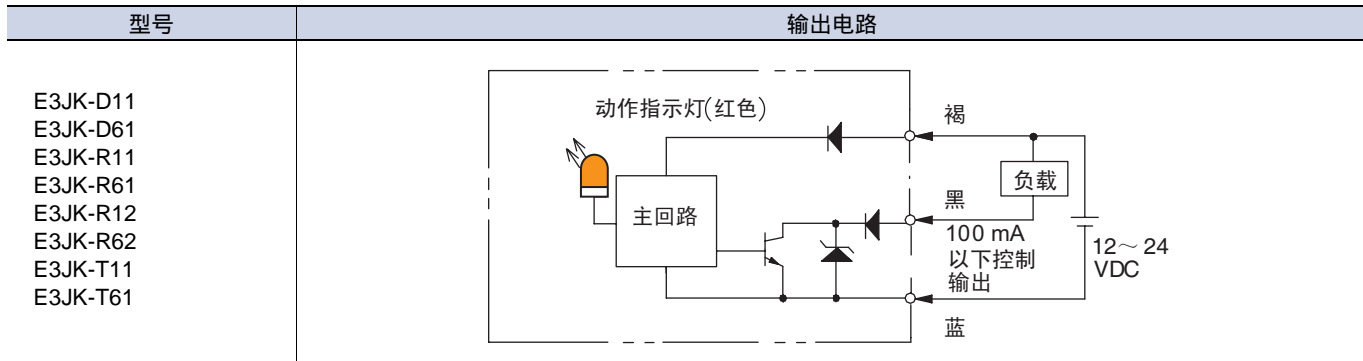 型号
输出电路
E3JK-D11
E3JK-D61
E3JK-R11
E3JK-R61
E3JK-R12
E3JK-R62
E3JK-T11
E3JK-T61
动作指示灯(红色)
褐
负载
主回路
黑
100 mA
以下控制
输出
12～24
VDC
蓝